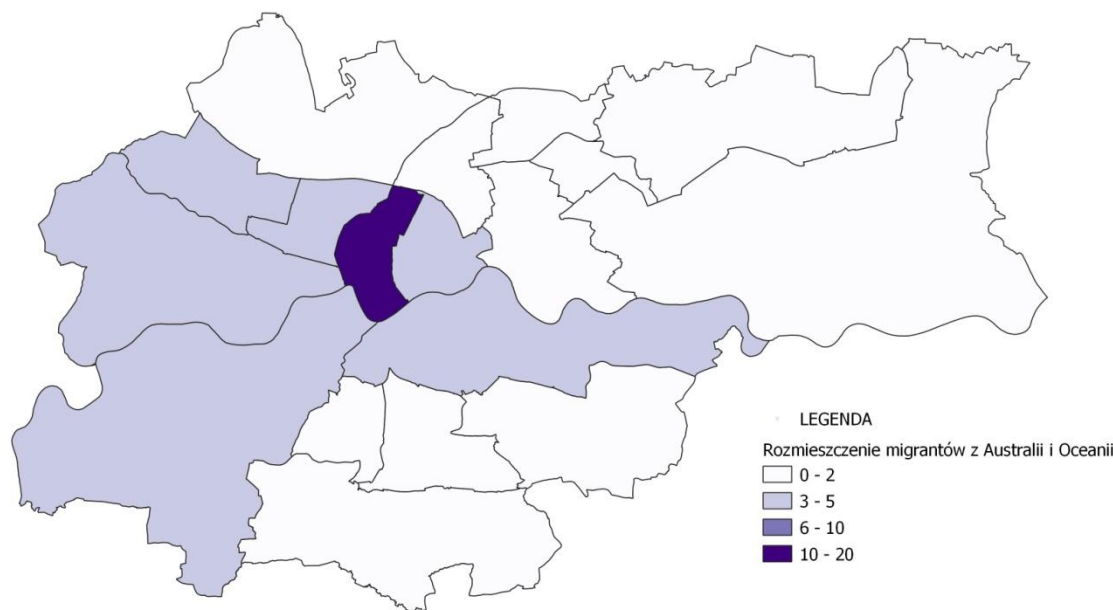 LEGENDA
Rozmieszczenie migrantów z Australii i Oceanii
0 - 2
3 - 5
6 - 10
10 - 20